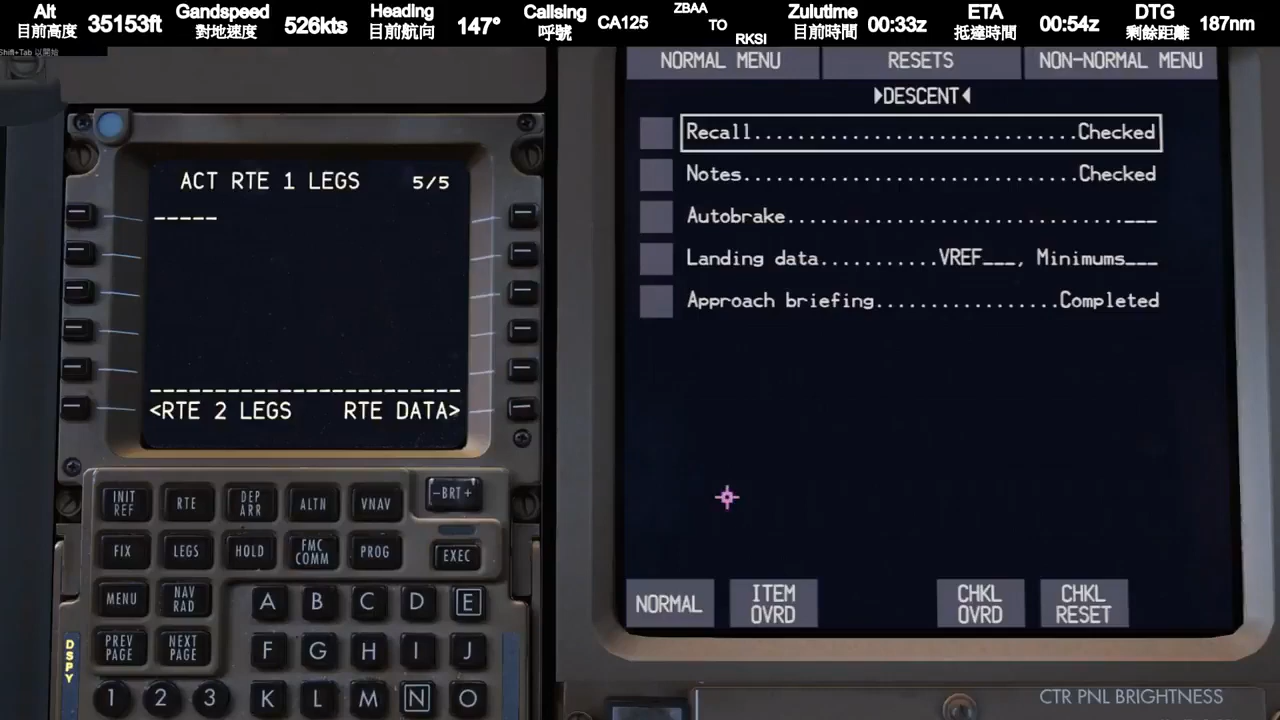 Alt 目前高度 35153ft Gandspeed 對地速度 526kts Heading 目前航向 147° Callsing 呼號 CA125 ZBAA TO RKSI Zulutime 目前時間 00:33z ETA 抵達時間 00:54z DTG 剩餘距離 187nm
Shift+Tab 以開始
ACT RTE 1 LEGS 5/5
-----
------------------------
<RTE 2 LEGS RTE DATA>
INIT REF
RTE
DEP ARR
ALTN
VNAV
-BRT+
FIX
LEGS
HOLD
FMC COMM
PROG
EXEC
MENU
NAV RAD
A B C D E
PREV PAGE
NEXT PAGE
F G H I J
1 2 3
K L M N O
DSPY
NORMAL MENU RESETS NON-NORMAL MENU
▶DESCENT◀
Recall.............................Checked
Notes..............................Checked
Autobrake..............................___
Landing data...........VREF___, Minimums___
Approach briefing.................Completed
NORMAL
ITEM OVRD
CHKL OVRD
CHKL RESET
CTR PNL BRIGHTNESS